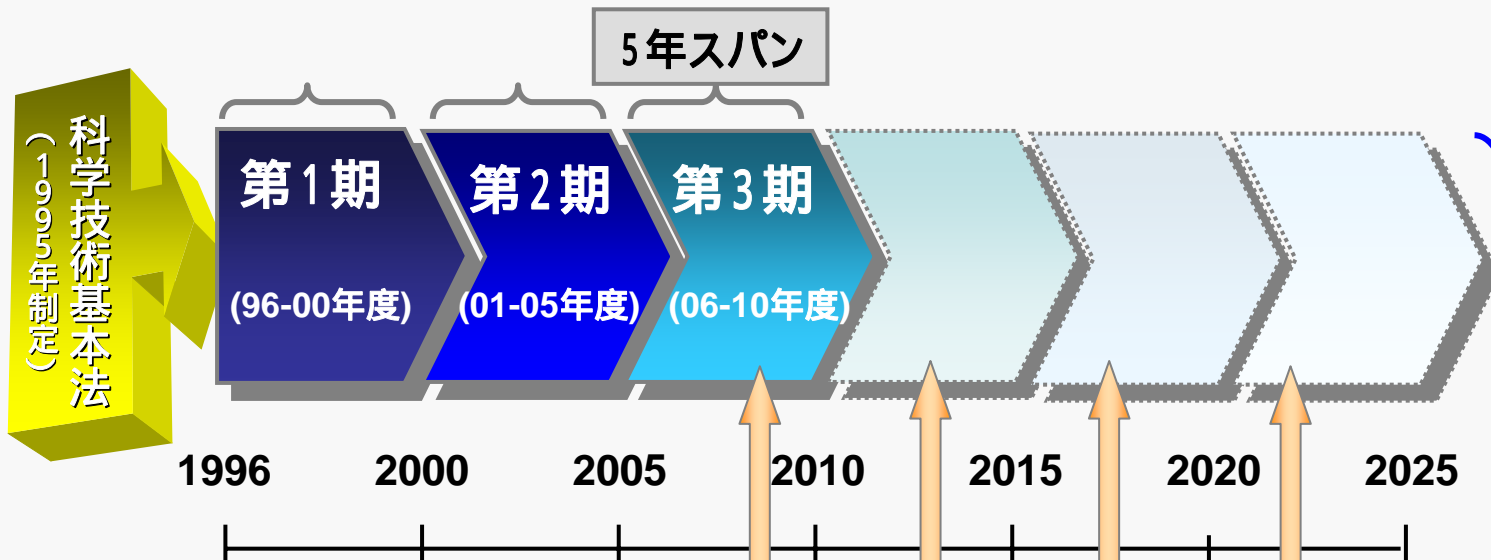 5年スパン
科学技術基本法
（1995年制定）
第1期
(96-00年度)
第2期
(01-05年度)
第3期
(06-10年度)
1996
2000
2005
2010
2015
2020
2025